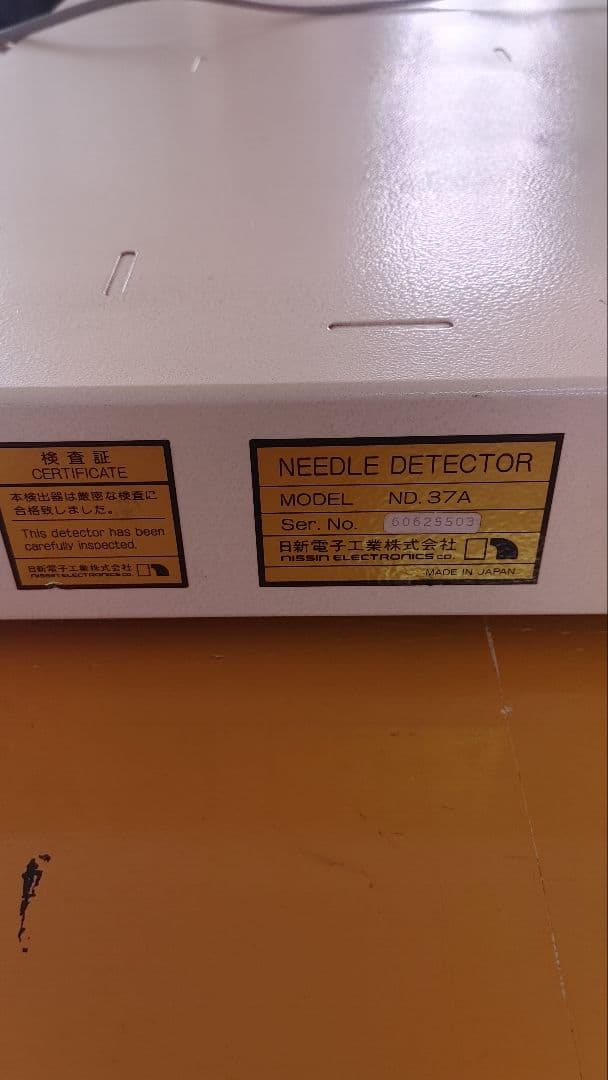 検査証
CERTIFICATE
本検出器は厳密な検査に
合格致しました。
This detector has been
carefully inspected.
日新電子工業株式会社
NISSIN ELECTRONICS CO.
NEEDLE DETECTOR
MODEL ND. 37A
Ser. No. 60625503
日新電子工業株式会社
NISSIN ELECTRONICS CO.
MADE IN JAPAN